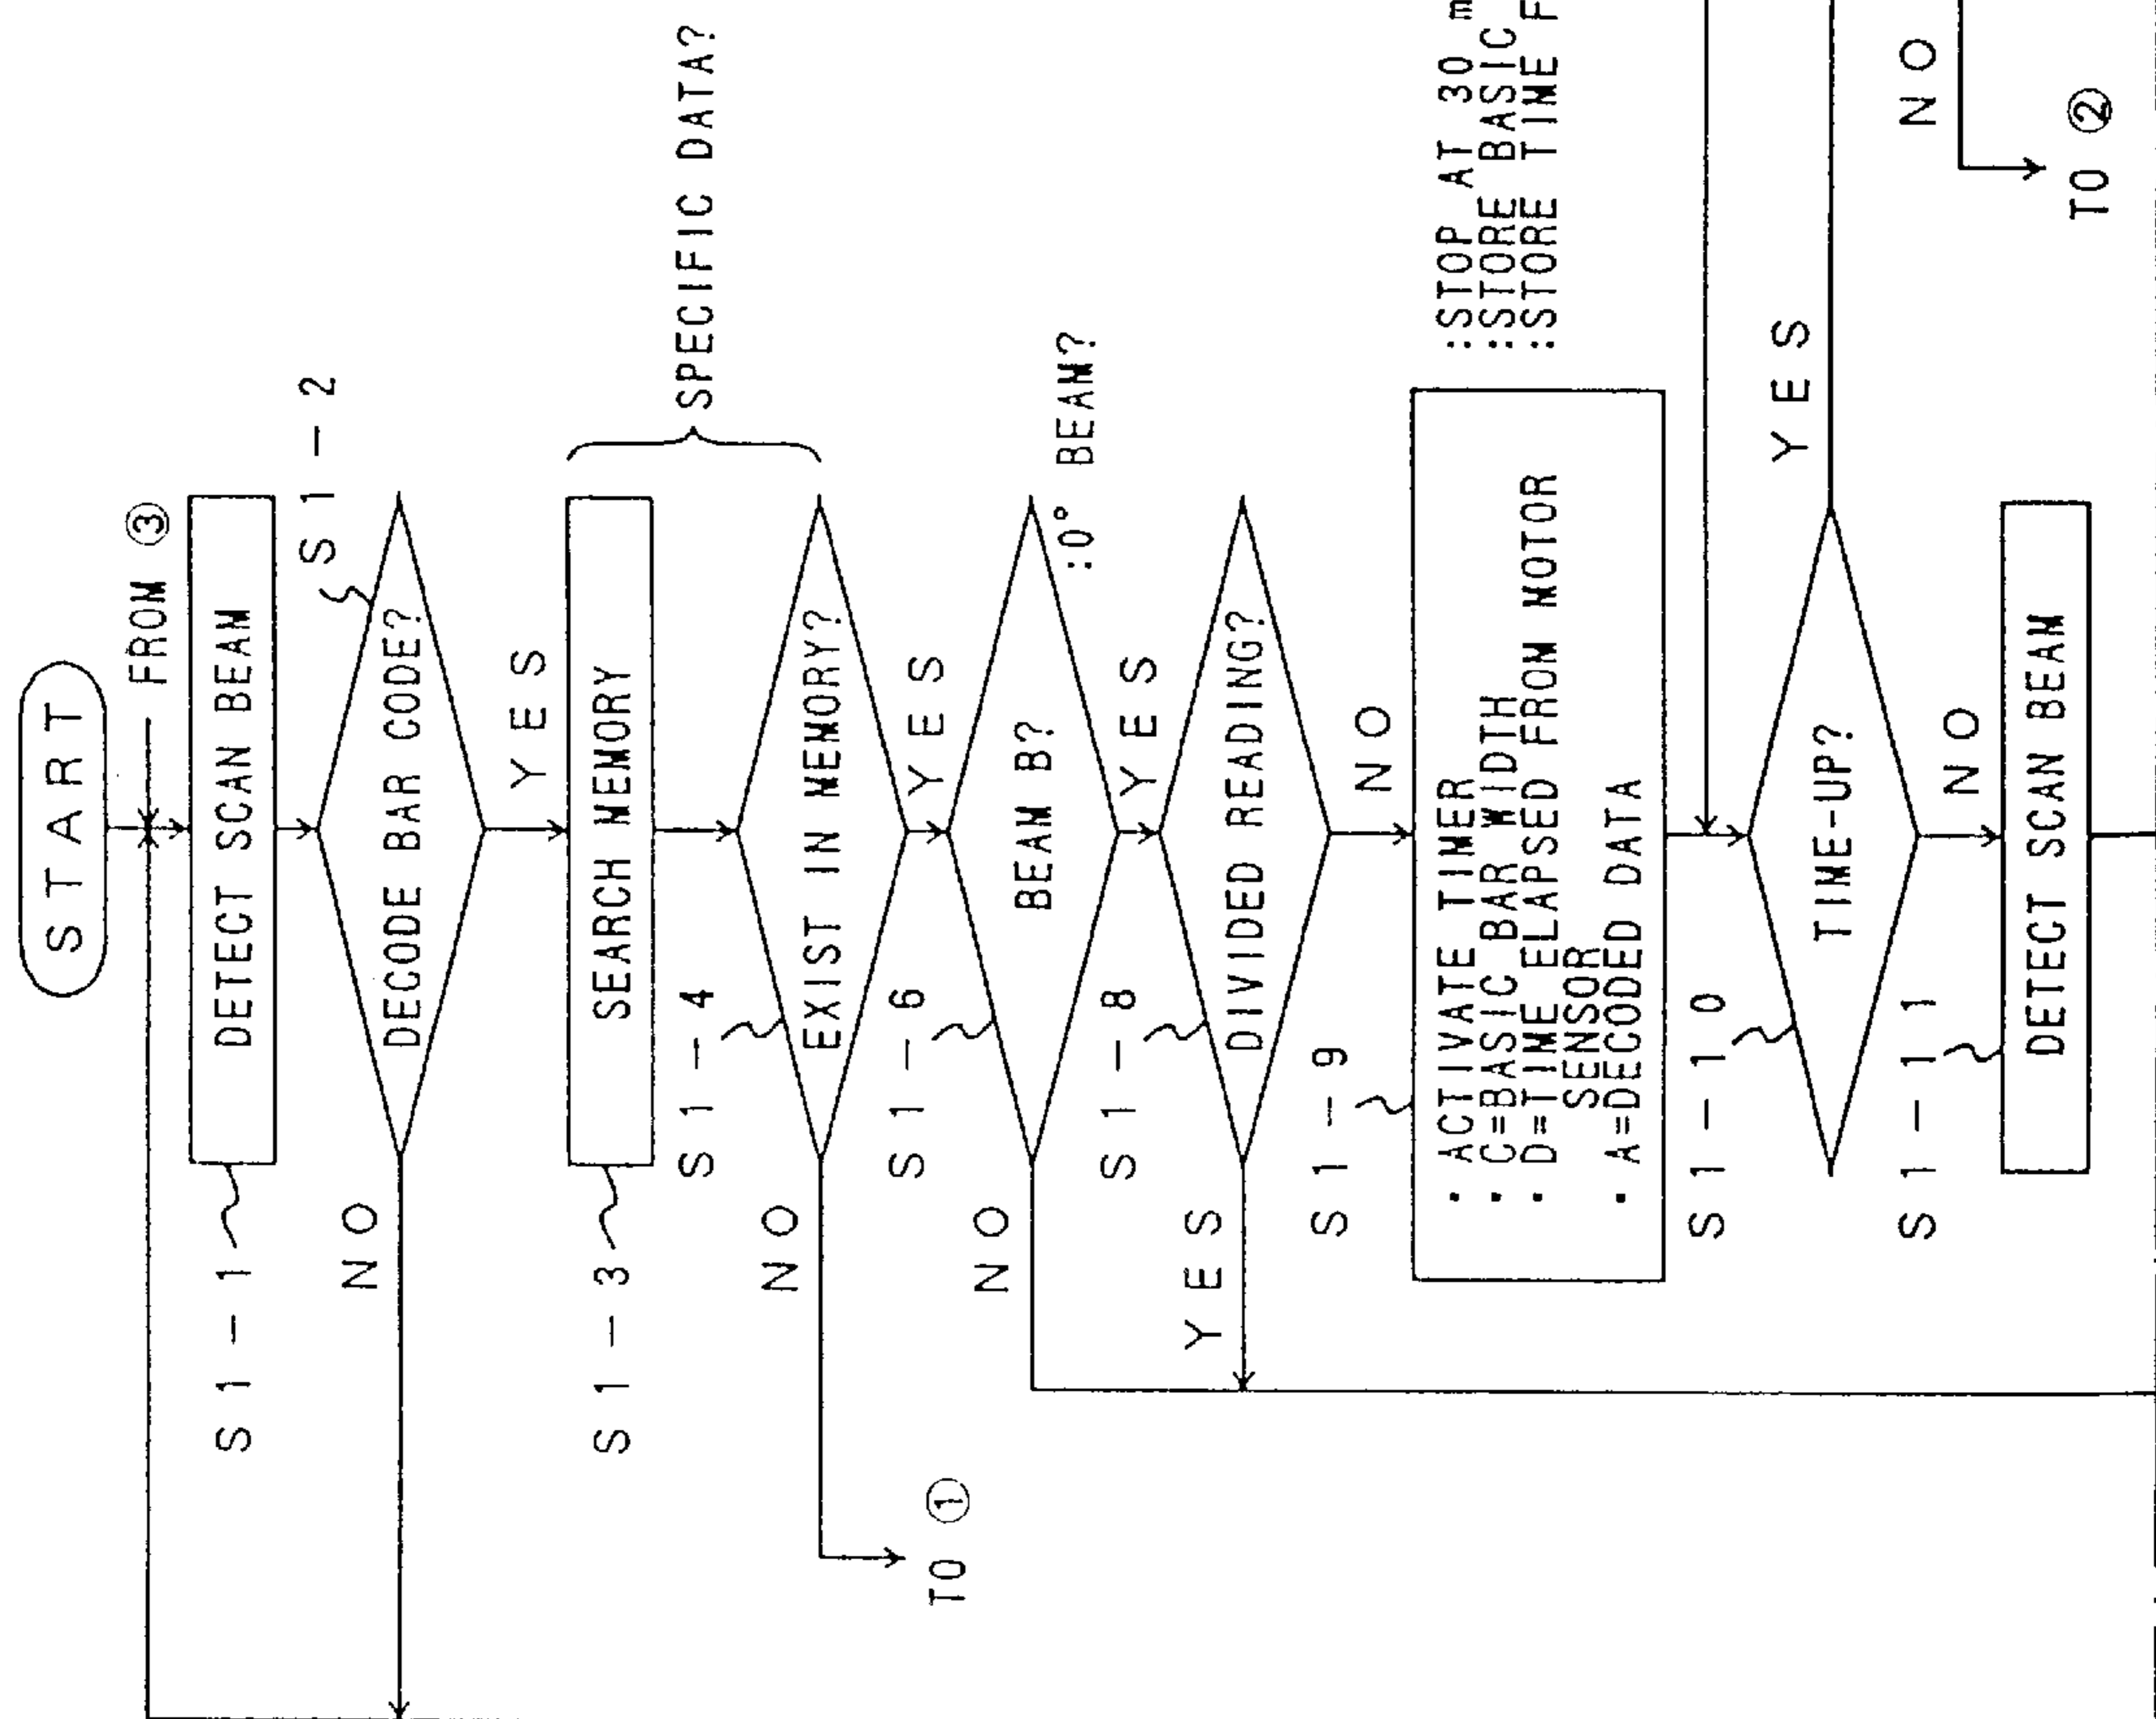 START
FROM ③
S1-1
DETECT SCAN BEAM
S1-2
DECODE BAR CODE?
NO
YES
S1-3
SEARCH MEMORY
SPECIFIC DATA?
S1-4
EXIST IN MEMORY?
NO
YES
TO ①
S1-6
BEAM B?
:0° BEAM?
NO
YES
S1-8
DIVIDED READING?
YES
NO
S1-9
· ACTIVATE TIMER
· C=BASIC BAR WIDTH
· D=TIME ELAPSED FROM MOTOR
SENSOR
· A=DECODED DATA
::STOP AT 30 m
::STORE BASIC
::STORE TIME F
S1-10
TIME-UP?
YES
NO
S1-11
DETECT SCAN BEAM
NO
TO ②